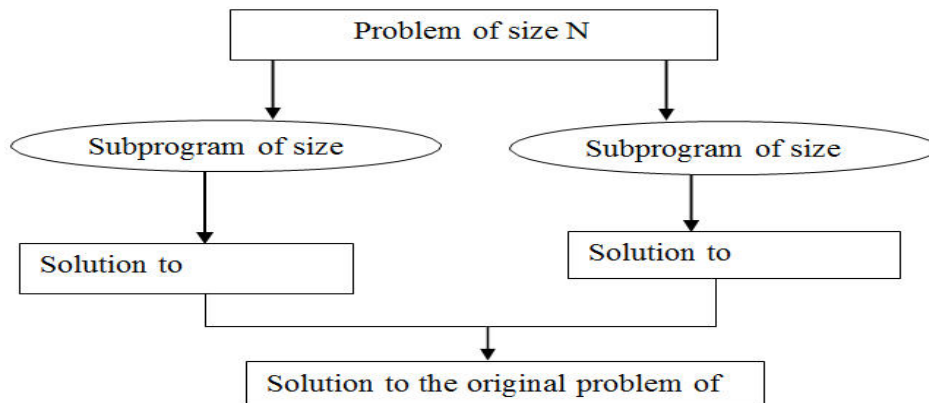 Problem of size N
Subprogram of size
Subprogram of size
Solution to
Solution to
Solution to the original problem of